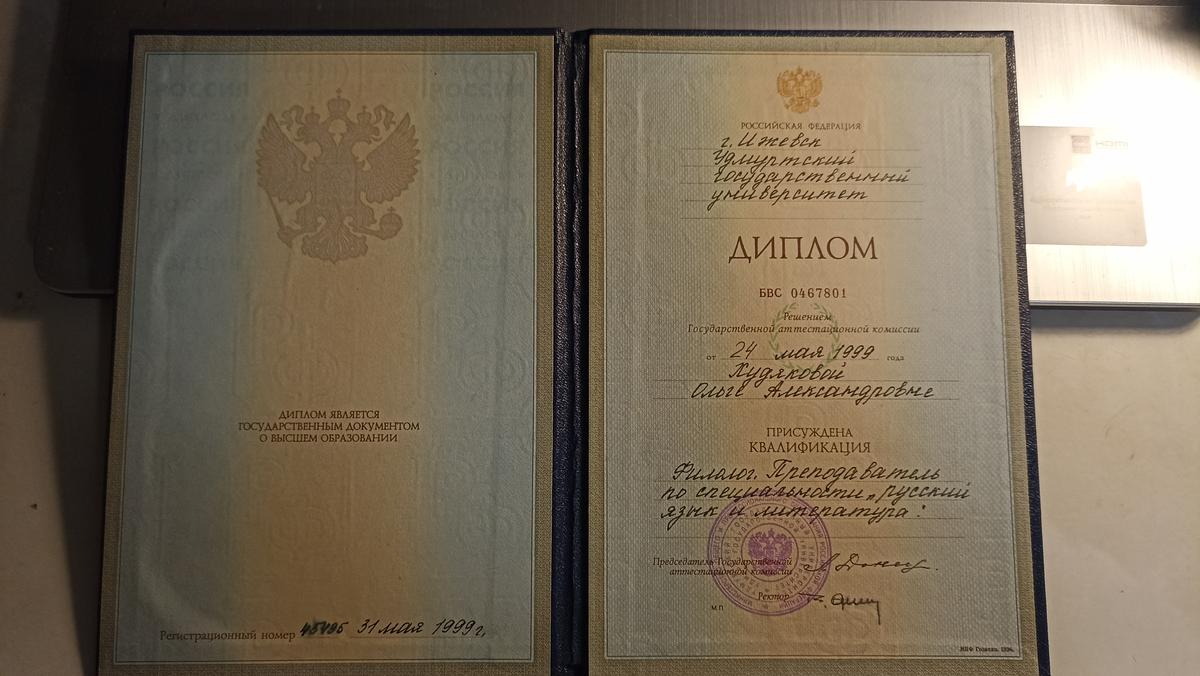 ДИПЛОМ ЯВЛЯЕТСЯ
ГОСУДАРСТВЕННЫМ ДОКУМЕНТОМ
О ВЫСШЕМ ОБРАЗОВАНИИ
Регистрационный номер 31 мая 1999 г.
РОССИЙСКАЯ ФЕДЕРАЦИЯ
г. Ижевск
Удмуртский
государственный
университет
ДИПЛОМ
БВС 0467801
Решением
Государственной аттестационной комиссии
от 24 мая 1999 года
Худяковой
Ольге Александровне
ПРИСУЖДЕНА
КВАЛИФИКАЦИЯ
Филолог. Преподаватель
по специальности „русский
язык и литература"
Председатель Государственной
аттестационной комиссии
Ректор
М.П.